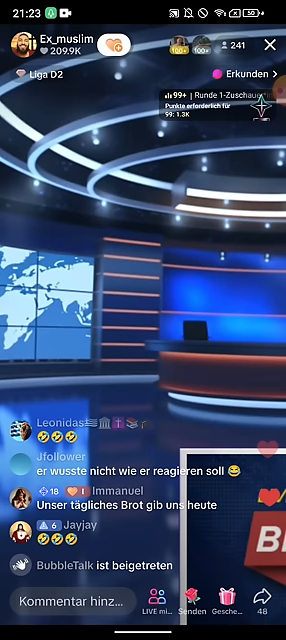 21:23
50
Ex_muslim
209.9K
100+
100+
241
Liga D2
Erkunden
99+ | Runde 1-Zuschauer
Punkte erforderlich für
99: 1.3K
Leonidas
🤣🤣🤣
Jfollower
er wusste nicht wie er reagieren soll 😂
18 1 Immanuel
Unser tägliches Brot gib uns heute
6 Jayjay
🤣🤣🤣
BubbleTalk ist beigetreten
Kommentar hinz...
LIVE mi... Senden Gesche... 48